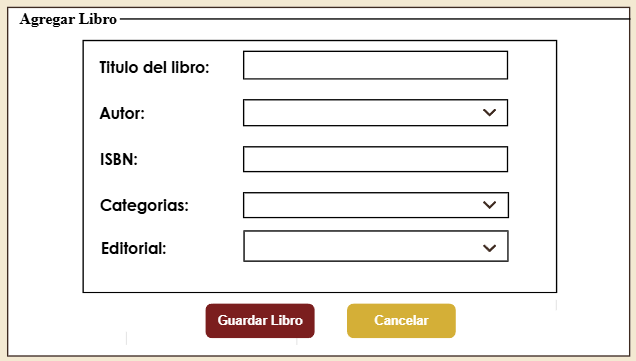 Agregar Libro
Titulo del libro:
Autor:
ISBN:
Categorias:
Editorial:
Guardar Libro
Cancelar